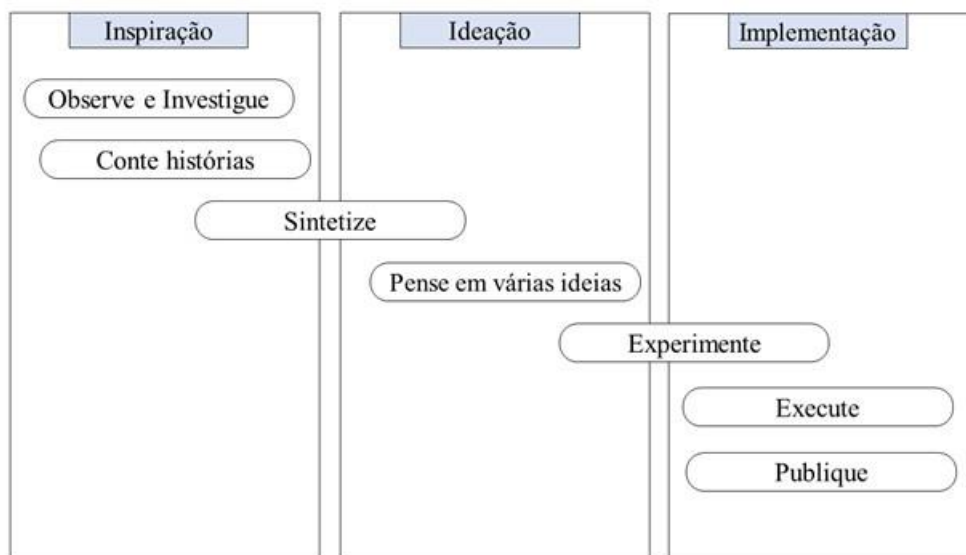 Inspiração
Ideação
Implementação
Observe e Investigue
Conte histórias
Sintetize
Pense em várias ideias
Experimente
Execute
Publique